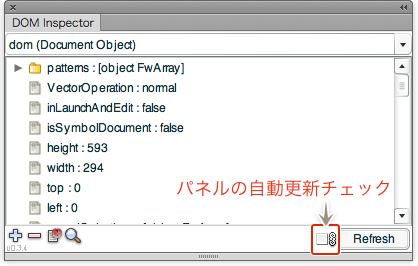 DOM Inspector
dom (Document Object)
patterns : [object FwArray]
VectorOperation : normal
inLaunchAndEdit : false
isSymbolDocument : false
height : 593
width : 294
top : 0
left : 0
パネルの自動更新チェック
v0.3.4
Refresh